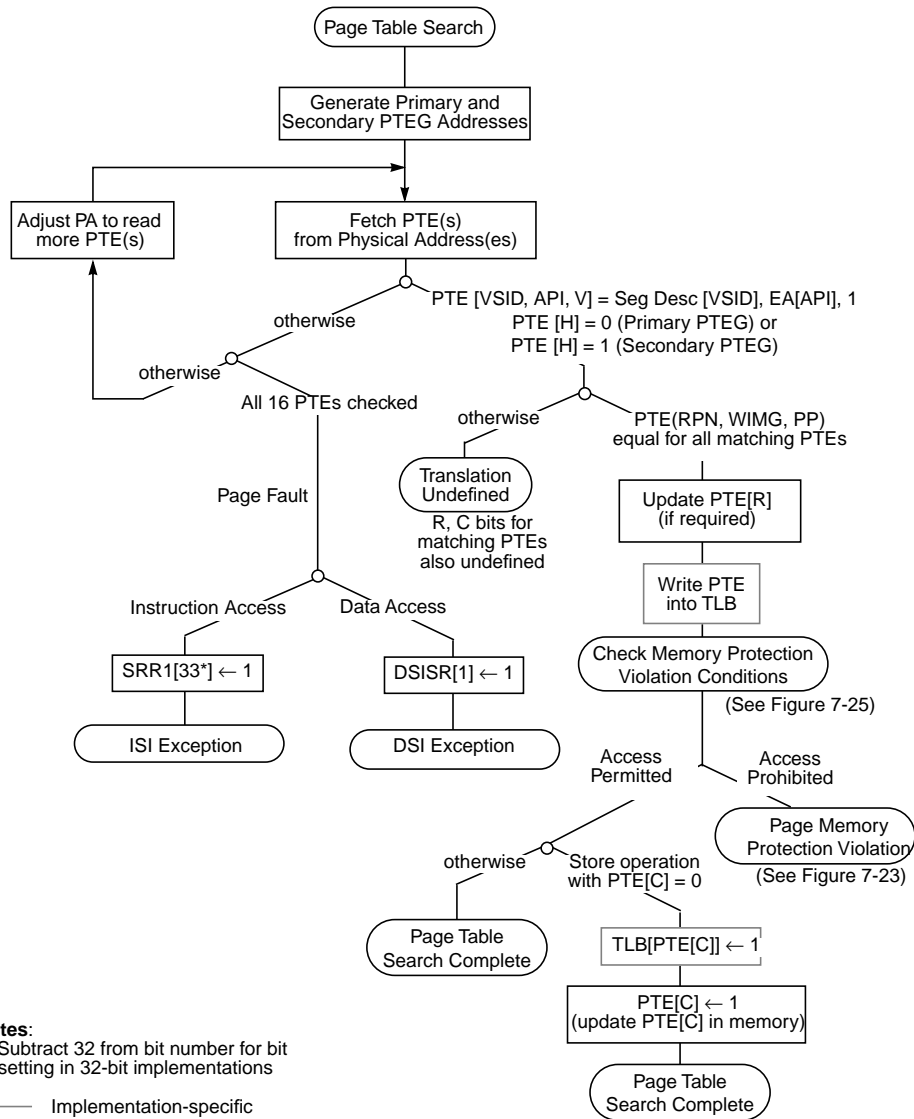 Page Table Search
Generate Primary and
Secondary PTEG Addresses
Adjust PA to read
more PTE(s)
Fetch PTE(s)
from Physical Address(es)
PTE [VSID, API, V] = Seg Desc [VSID], EA[API], 1
PTE [H] = 0 (Primary PTEG) or
PTE [H] = 1 (Secondary PTEG)
otherwise
otherwise
All 16 PTEs checked
otherwise
PTE(RPN, WIMG, PP)
equal for all matching PTEs
Translation
Undefined
R, C bits for
matching PTEs
also undefined
Page Fault
Update PTE[R]
(if required)
Write PTE
into TLB
Instruction Access
Data Access
SRR1[33*] ← 1
DSISR[1] ← 1
Check Memory Protection
Violation Conditions
(See Figure 7-25)
ISI Exception
DSI Exception
Access
Permitted
Access
Prohibited
Page Memory
Protection Violation
(See Figure 7-23)
otherwise
Store operation
with PTE[C] = 0
Page Table
Search Complete
TLB[PTE[C]] ← 1
PTE[C] ← 1
(update PTE[C] in memory)
Page Table
Search Complete
tes:
Subtract 32 from bit number for bit
setting in 32-bit implementations
Implementation-specific